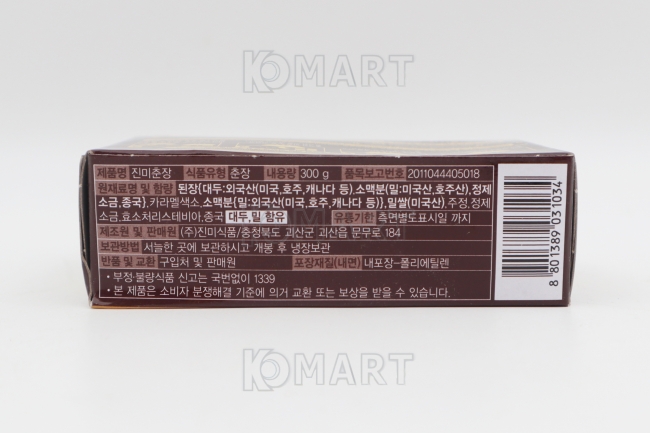 KOMART
제품명 진미춘장 식품유형 춘장 내용량 300 g 품목보고번호 2011044405018
원재료명 및 함량 된장{대두:외국산(미국,호주,캐나다 등),소맥분(밀:미국산,호주산),정제
소금,종국},카라멜색소,소맥분{밀:외국산(미국,호주,캐나다 등)},밀쌀(미국산),주정,정제
소금,효소처리스테비아,종국 대두,밀 함유 유통기한 측면별도표시일 까지
제조원 및 판매원 (주)진미식품/충청북도 괴산군 괴산읍 문무로 184
보관방법 서늘한 곳에 보관하시고 개봉 후 냉장보관
반품 및 교환 구입처 및 판매원 포장재질(내면) 내포장-폴리에틸렌
• 부정·불량식품 신고는 국번없이 1339
• 본 제품은 소비자 분쟁해결 기준에 의거 교환 또는 보상을 받을 수 있습니다.
8 801389 031034
KOMART